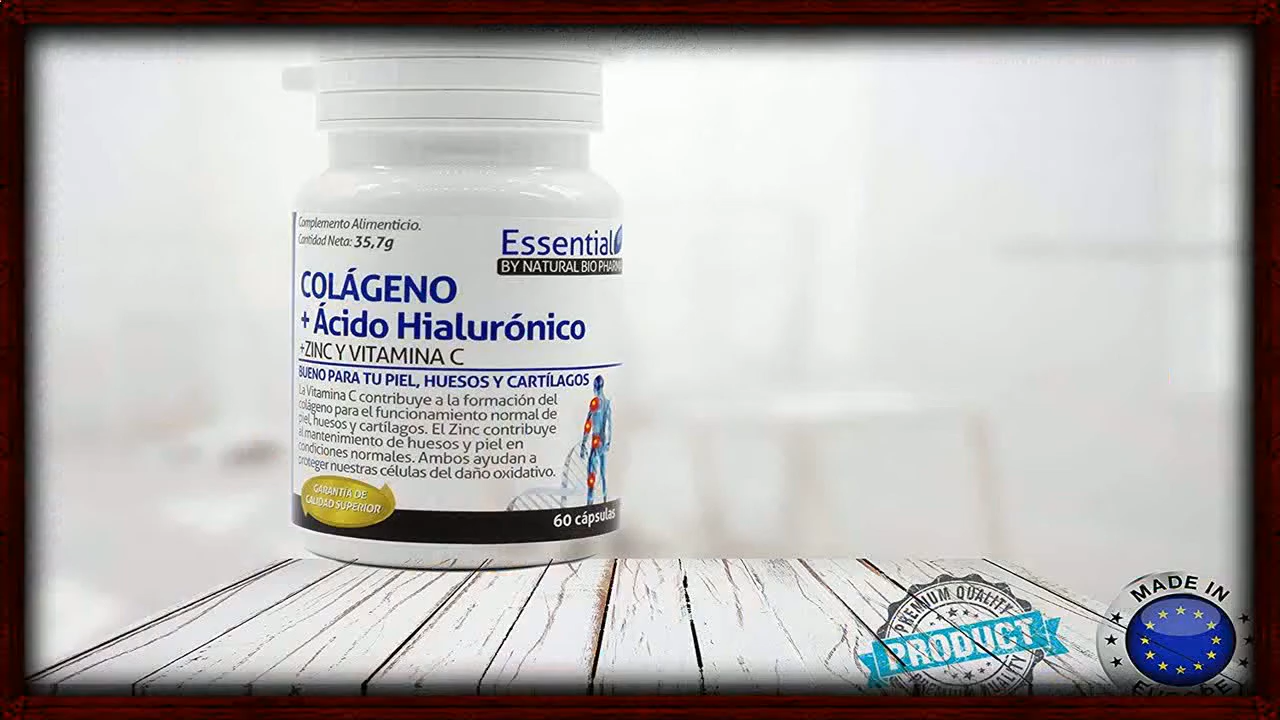 Complemento Alimenticio.
Cantidad Neta: 35,7g
Essential
BY NATURAL BIO PHARMA
COLÁGENO
+ Ácido Hialurónico
+ZINC Y VITAMINA C
BUENO PARA TU PIEL, HUESOS Y CARTÍLAGOS
La Vitamina C contribuye a la formación del
colágeno para el funcionamiento normal de
piel, huesos y cartílagos. El Zinc contribuye
al mantenimiento de huesos y piel en
condiciones normales. Ambos ayudan a
proteger nuestras células del daño oxidativo.
GARANTÍA DE
CALIDAD SUPERIOR
60 cápsulas
PREMIUM QUALITY
PRODUCT
PREMIUM QUALITY
MADE IN
EUROPE